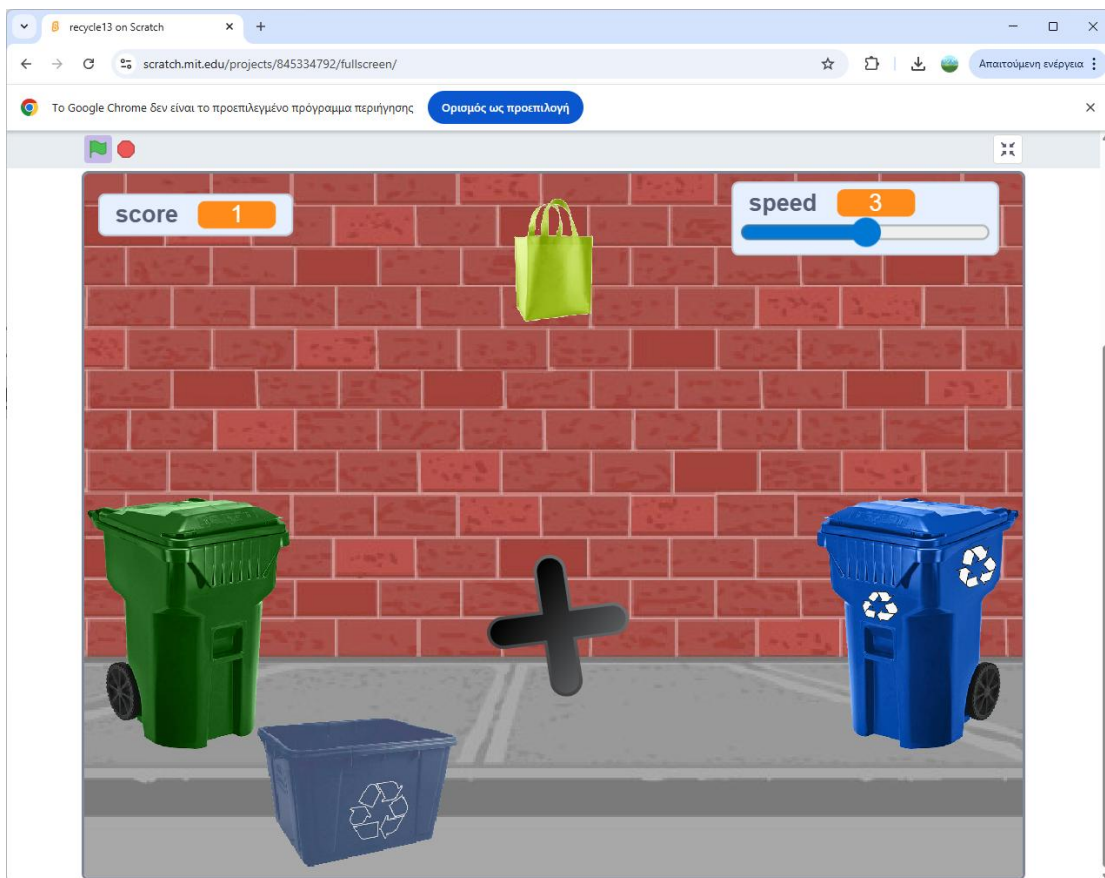 recycle13 on Scratch
scratch.mit.edu/projects/845334792/fullscreen/
Απαιτούμενη ενέργεια
Το Google Chrome δεν είναι το προεπιλεγμένο πρόγραμμα περιήγησης
Ορισμός ως προεπιλογή
score 1
speed 3